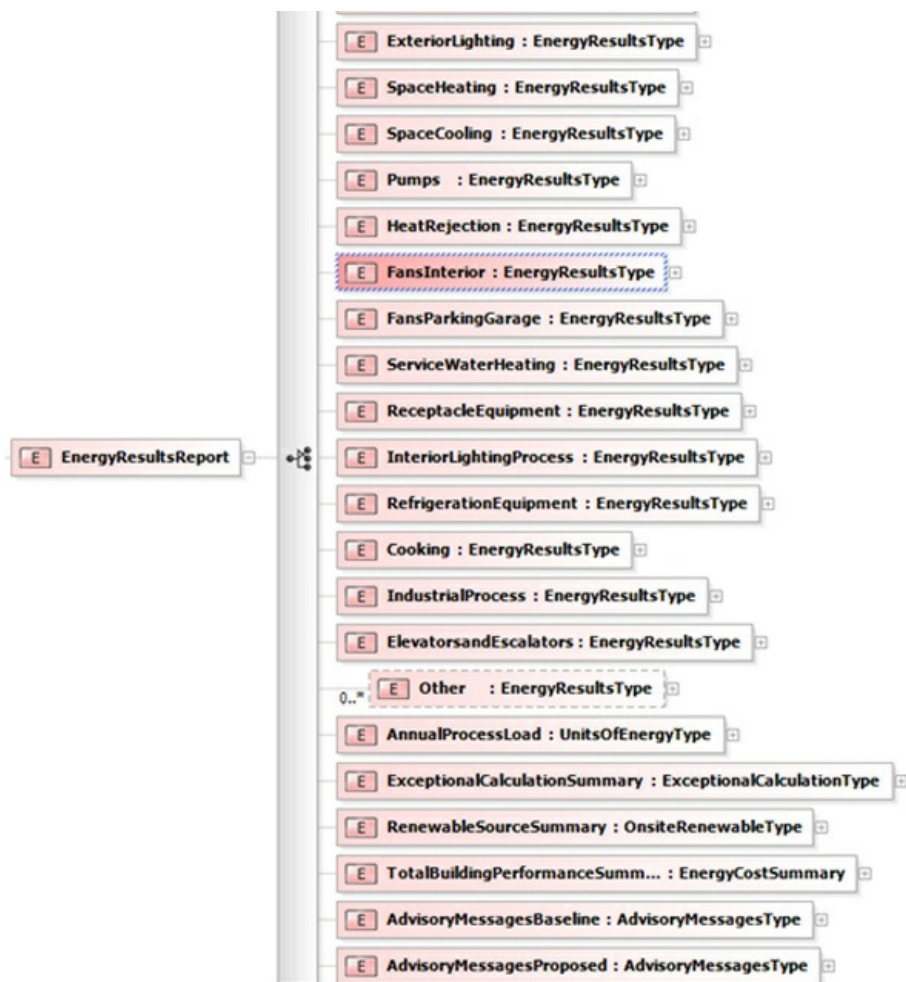 ExteriorLighting : EnergyResultsType
SpaceHeating : EnergyResultsType
SpaceCooling : EnergyResultsType
Pumps : EnergyResultsType
HeatRejection : EnergyResultsType
FansInterior : EnergyResultsType
FansParkingGarage : EnergyResultsType
ServiceWaterHeating : EnergyResultsType
ReceptacleEquipment : EnergyResultsType
E EnergyResultsReport
E InteriorLightingProcess : EnergyResultsType
E RefrigerationEquipment : EnergyResultsType
E Cooking : EnergyResultsType
E IndustrialProcess : EnergyResultsType
E ElevatorsandEscalators : EnergyResultsType
E Other : EnergyResultsType
0..*
E AnnualProcessLoad : UnitsOfEnergyType
E ExceptionalCalculationSummary : ExceptionalCalculationType
E RenewableSourceSummary : OnsiteRenewableType
E TotalBuildingPerformanceSumm... : EnergyCostSummary
E AdvisoryMessagesBaseline : AdvisoryMessagesType
E AdvisoryMessagesProposed : AdvisoryMessagesType